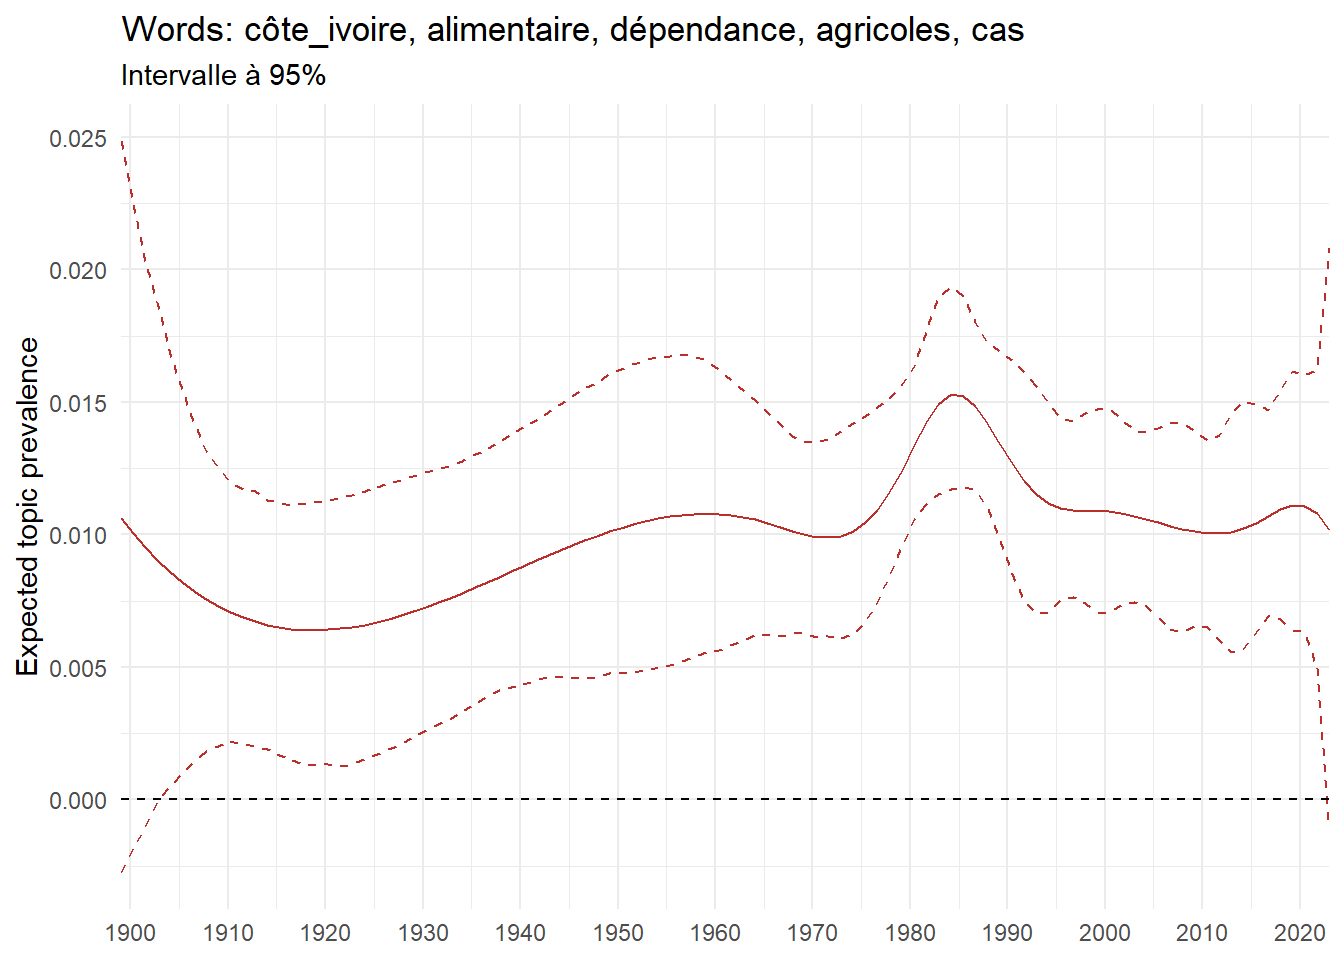 Words: côte_ivoire, alimentaire, dépendance, agricoles, cas
Intervalle à 95%
Expected topic prevalence
0.025
0.020
0.015
0.010
0.005
0.000
1900 1910 1920 1930 1940 1950 1960 1970 1980 1990 2000 2010 2020